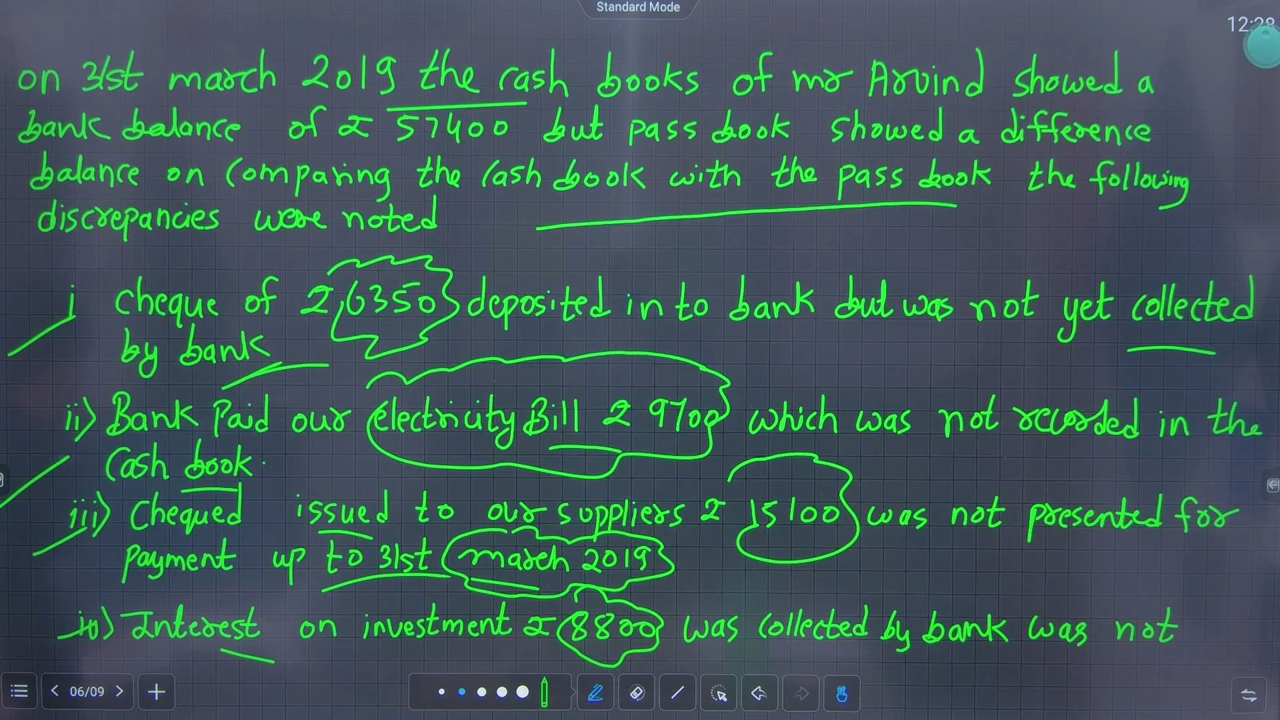 Standard Mode
12:28
on 31st march 2019 the cash books of mr Arvind showed a
bank balance of ₹ 57400 but pass book showed a difference
balance on Comparing the cash book with the pass book the following
discrepancies were noted
i cheque of ₹ 6350 deposited in to bank but was not yet collected
by bank
ii) Bank Paid our electricity Bill ₹ 9700 which was not recorded in the
Cash book.
iii) Chequed issued to our suppliers ₹ 15100 was not presented for
payment up to 31st march 2019
iv) Interest on investment ₹ 8800 was collected by bank was not
06/09